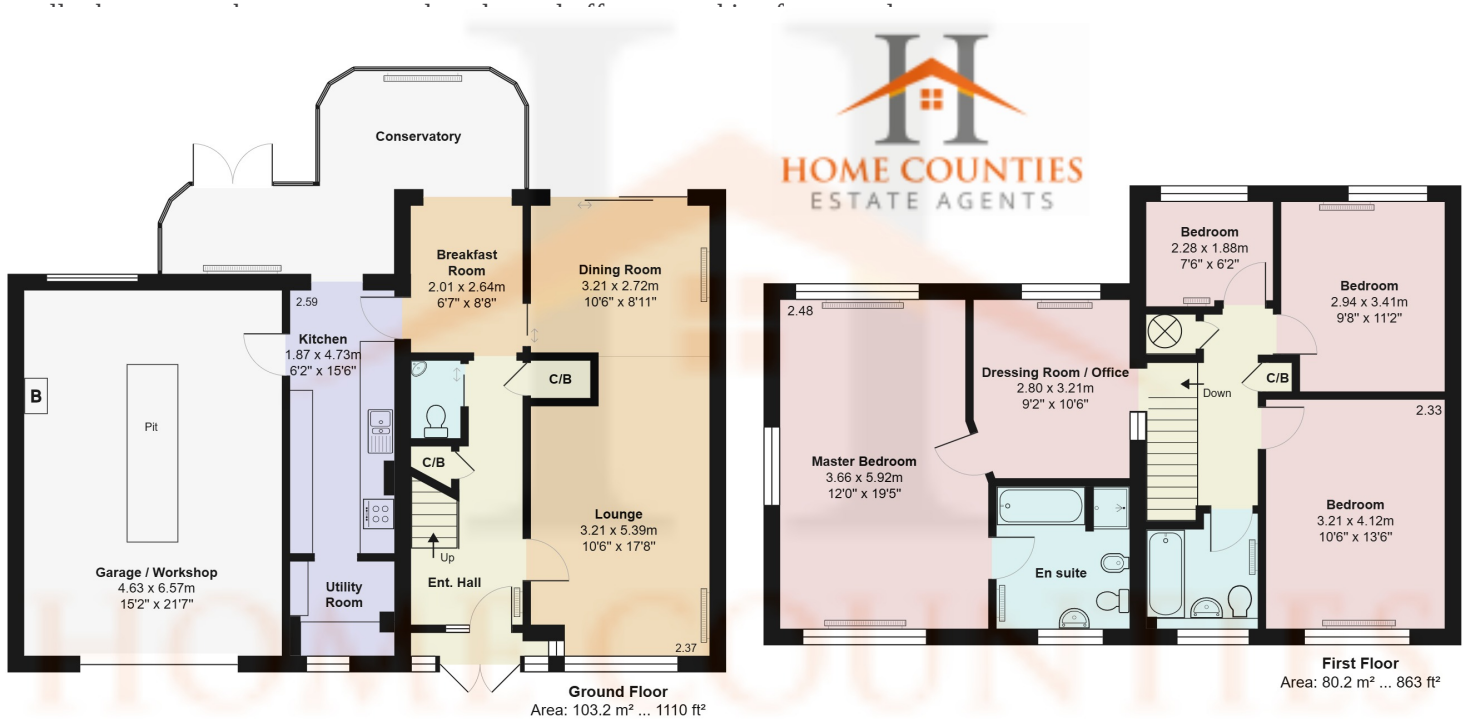 HOME COUNTIES
ESTATE AGENTS
Conservatory
Breakfast
Room
2.01 x 2.64m
6'7" x 8'8"
Dining Room
3.21 x 2.72m
10'6" x 8'11"
2.59
Kitchen
1.87 x 4.73m
6'2" x 15'6"
B
Pit
C/B
C/B
Lounge
3.21 x 5.39m
10'6" x 17'8"
Up
Ent. Hall
Garage / Workshop
4.63 x 6.57m
15'2" x 21'7"
Utility
Room
2.37
Ground Floor
Area: 103.2 m² ... 1110 ft²
Bedroom
2.28 x 1.88m
7'6" x 6'2"
Bedroom
2.94 x 3.41m
9'8" x 11'2"
2.48
Dressing Room / Office
2.80 x 3.21m
9'2" x 10'6"
Down
C/B
2.33
Master Bedroom
3.66 x 5.92m
12'0" x 19'5"
Bedroom
3.21 x 4.12m
10'6" x 13'6"
En suite
First Floor
Area: 80.2 m² ... 863 ft²
HOME COUNTIES